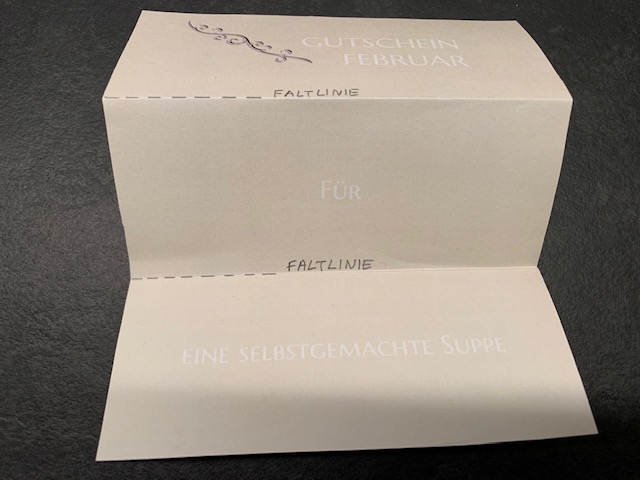 GUTSCHEIN
FEBRUAR
FALTLINIE
FÜR
FALTLINIE
EINE SELBSTGEMACHTE SUPPE